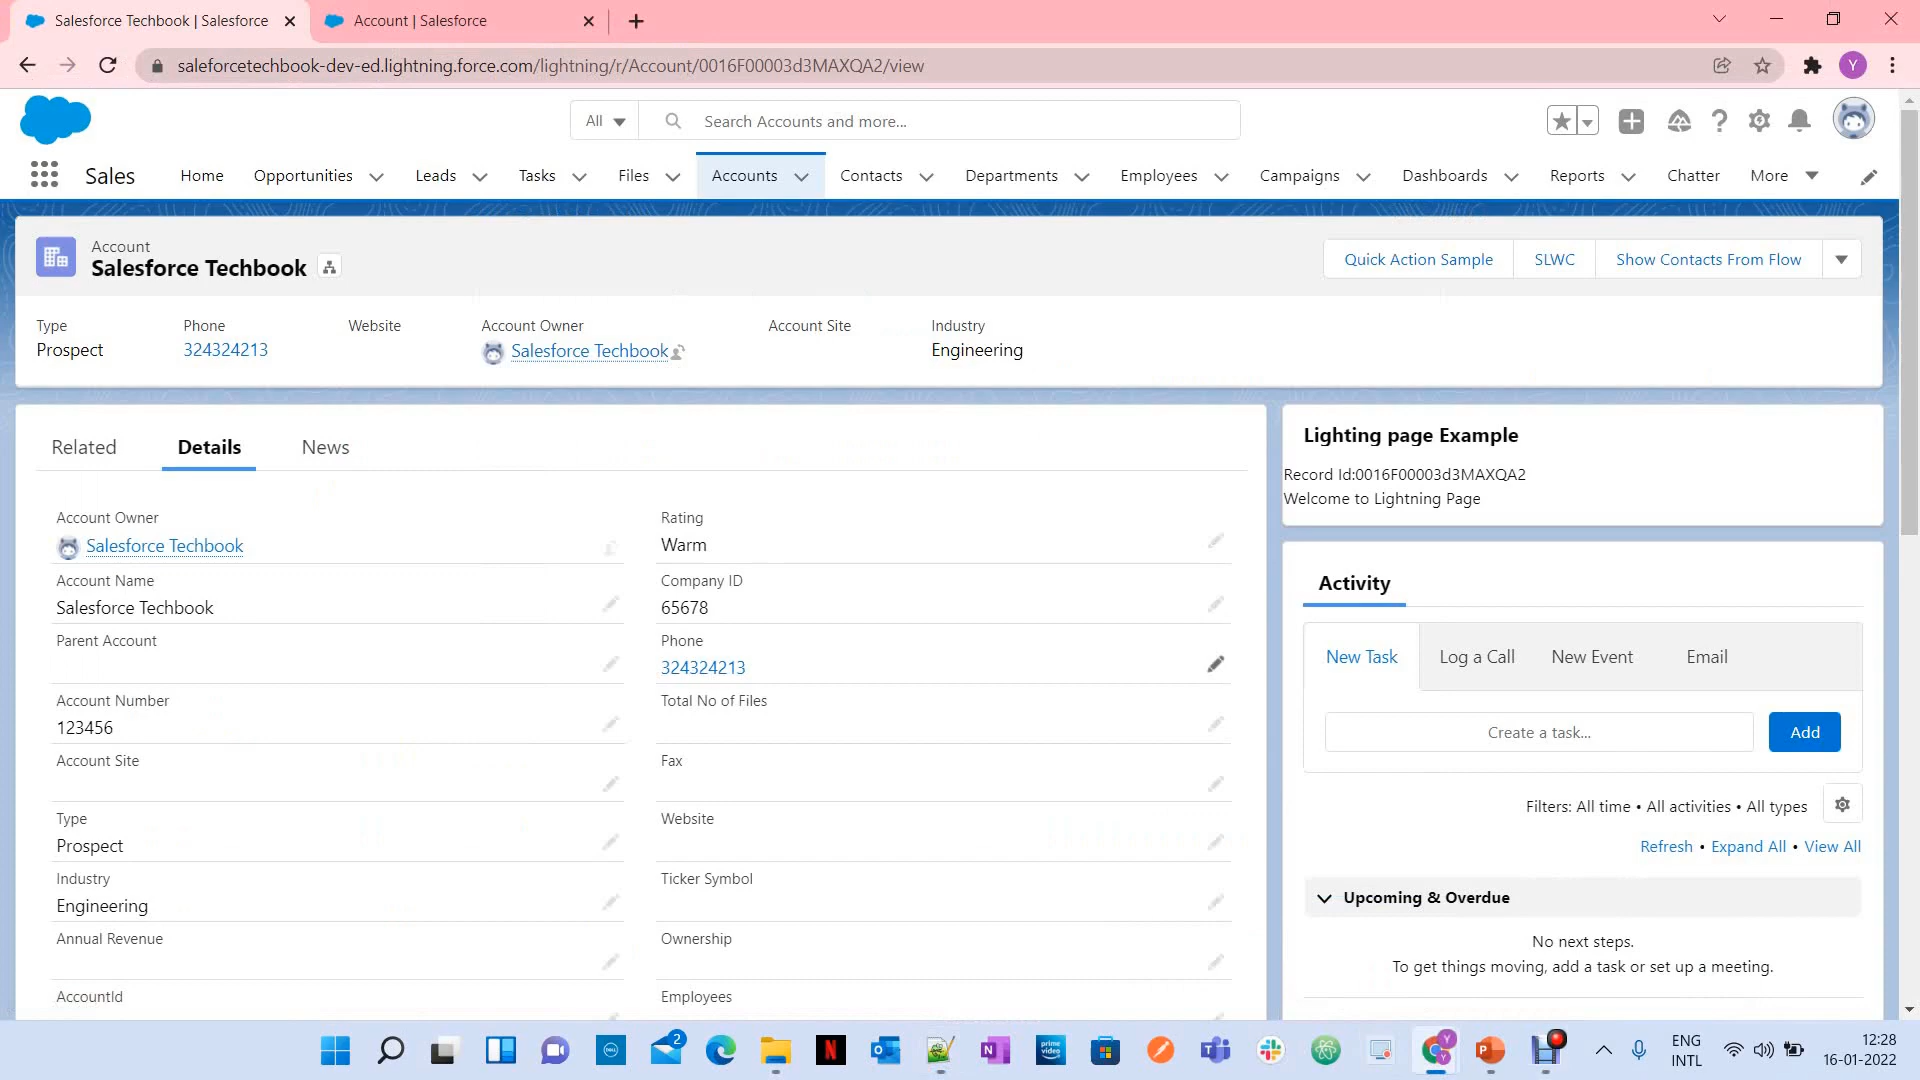 Salesforce Techbook | Salesforce
Account | Salesforce
saleforcetechbook-dev-ed.lightning.force.com/lightning/r/Account/0016F00003d3MAXQA2/view
Y
All
Search Accounts and more...
Sales
Home
Opportunities
Leads
Tasks
Files
Accounts
Contacts
Departments
Employees
Campaigns
Dashboards
Reports
Chatter
More
Account
Salesforce Techbook
Quick Action Sample
SLWC
Show Contacts From Flow
Type
Prospect
Phone
324324213
Website
Account Owner
Salesforce Techbook
Account Site
Industry
Engineering
Related
Details
News
Account Owner
Salesforce Techbook
Account Name
Salesforce Techbook
Parent Account
Account Number
123456
Account Site
Type
Prospect
Industry
Engineering
Annual Revenue
AccountId
Rating
Warm
Company ID
65678
Phone
324324213
Total No of Files
Fax
Website
Ticker Symbol
Ownership
Employees
Lighting page Example
Record Id:0016F00003d3MAXQA2
Welcome to Lightning Page
Activity
New Task
Log a Call
New Event
Email
Create a task...
Add
Filters: All time • All activities • All types
Refresh • Expand All • View All
Upcoming & Overdue
No next steps.
To get things moving, add a task or set up a meeting.
2
prime video
ENG
INTL
12:28
16-01-2022